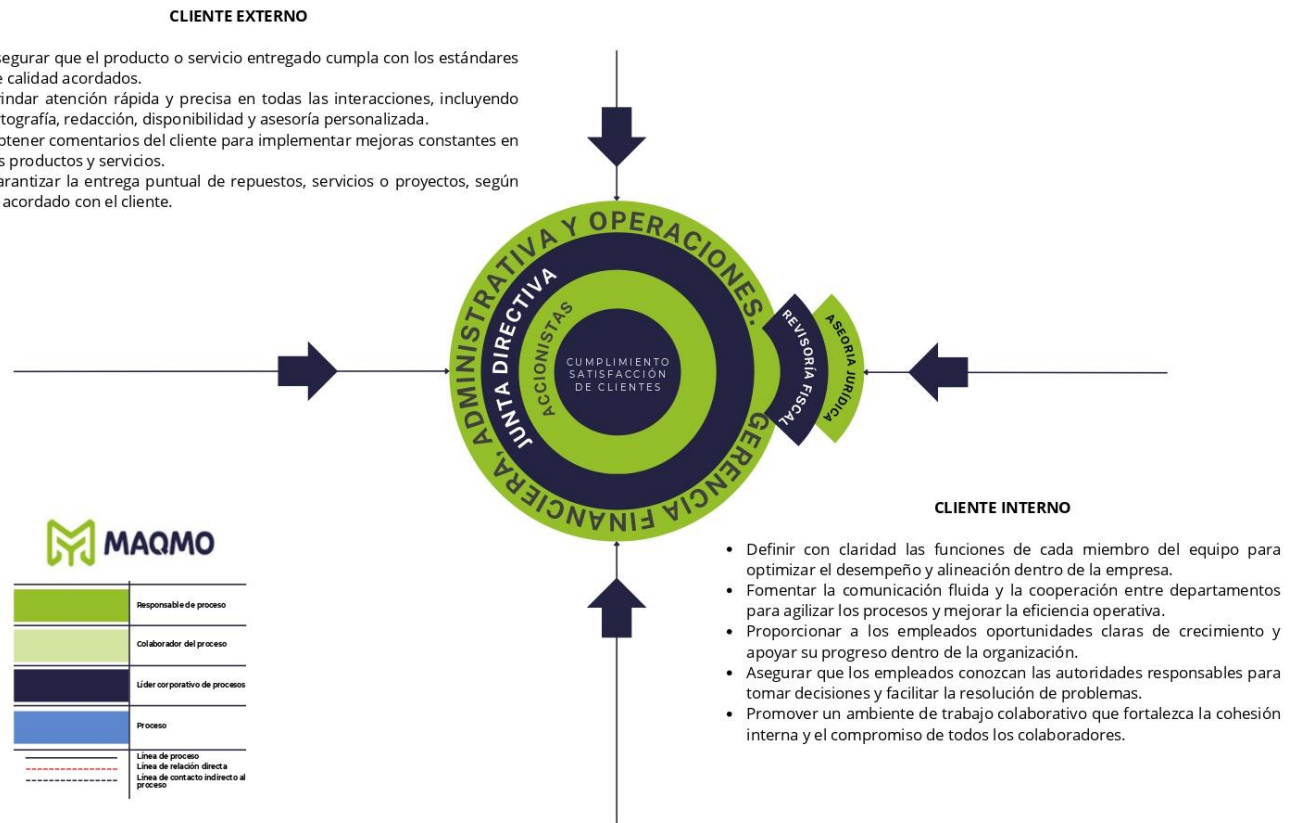 CLIENTE EXTERNO
segurar que el producto o servicio entregado cumpla con los estándares
e calidad acordados.
rindar atención rápida y precisa en todas las interacciones, incluyendo
tografía, redacción, disponibilidad y asesoría personalizada.
btener comentarios del cliente para implementar mejoras constantes en
s productos y servicios.
arantizar la entrega puntual de repuestos, servicios o proyectos, según
acordado con el cliente.
GERENCIA FINANCIERA, ADMINISTRATIVA Y OPERACIONES.
JUNTA DIRECTIVA
ACCIONISTAS
CUMPLIMIENTO
SATISFACCIÓN
DE CLIENTES
REVISORÍA FISCAL
ASEORIA JURÍDICA
CLIENTE INTERNO
• Definir con claridad las funciones de cada miembro del equipo para
optimizar el desempeño y alineación dentro de la empresa.
• Fomentar la comunicación fluida y la cooperación entre departamentos
para agilizar los procesos y mejorar la eficiencia operativa.
• Proporcionar a los empleados oportunidades claras de crecimiento y
apoyar su progreso dentro de la organización.
• Asegurar que los empleados conozcan las autoridades responsables para
tomar decisiones y facilitar la resolución de problemas.
• Promover un ambiente de trabajo colaborativo que fortalezca la cohesión
interna y el compromiso de todos los colaboradores.
MAQMO
Responsable de proceso
Colaborador del proceso
Líder corporativo de procesos
Proceso
Línea de proceso
Línea de relación directa
Línea de contacto indirecto al
proceso